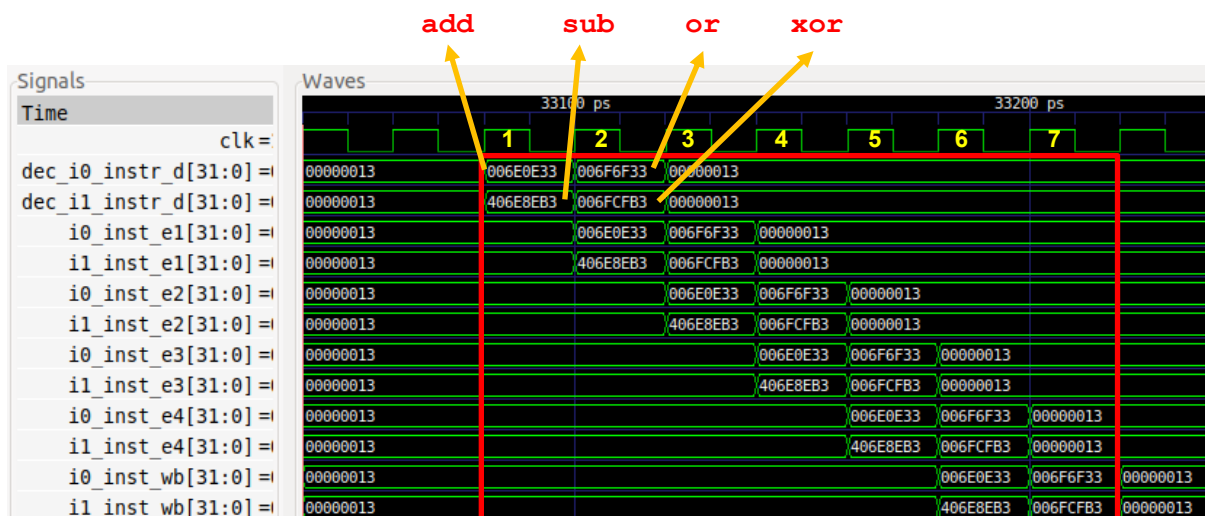 add sub or xor
Signals Waves
Time 33100 ps 33200 ps
clk = 1 2 3 4 5 6 7
dec_i0_instr_d[31:0] = 00000013 006E0E33 006F6F33 00000013
dec_i1_instr_d[31:0] = 00000013 406E8EB3 006FCFB3 00000013
i0_inst_e1[31:0] = 00000013 006E0E33 006F6F33 00000013
i1_inst_e1[31:0] = 00000013 406E8EB3 006FCFB3 00000013
i0_inst_e2[31:0] = 00000013 006E0E33 006F6F33 00000013
i1_inst_e2[31:0] = 00000013 406E8EB3 006FCFB3 00000013
i0_inst_e3[31:0] = 00000013 006E0E33 006F6F33 00000013
i1_inst_e3[31:0] = 00000013 406E8EB3 006FCFB3 00000013
i0_inst_e4[31:0] = 00000013 006E0E33 006F6F33 00000013
i1_inst_e4[31:0] = 00000013 406E8EB3 006FCFB3 00000013
i0_inst_wb[31:0] = 00000013 006E0E33 006F6F33 00000013
i1_inst_wb[31:0] = 00000013 406E8EB3 006FCFB3 00000013